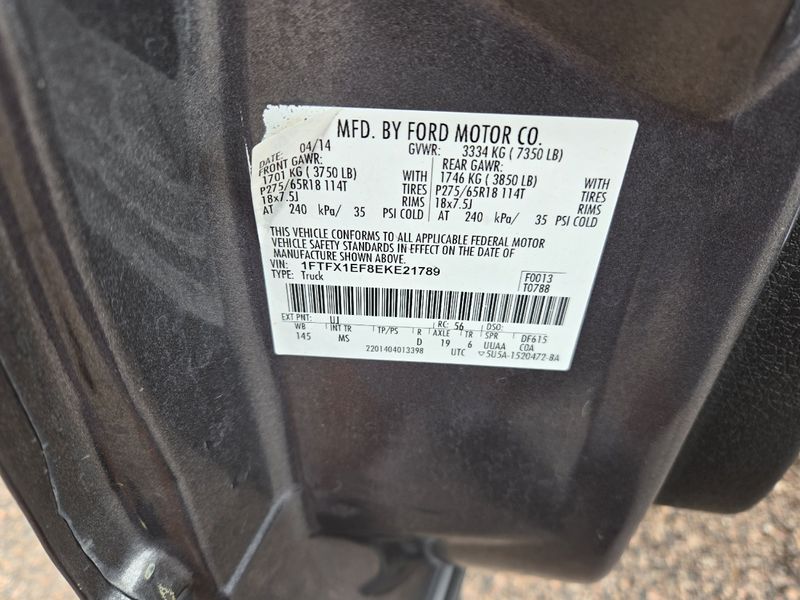 MFD. BY FORD MOTOR CO.
DATE: 04/14 GVWR: 3334 KG ( 7350 LB)
FRONT GAWR: REAR GAWR:
1701 KG ( 3750 LB) WITH 1746 KG ( 3850 LB) WITH
P275/65R18 114T TIRES P275/65R18 114T TIRES
18x7.5J RIMS 18x7.5J RIMS
AT 240 kPa/ 35 PSI COLD AT 240 kPa/ 35 PSI COLD
THIS VEHICLE CONFORMS TO ALL APPLICABLE FEDERAL MOTOR
VEHICLE SAFETY STANDARDS IN EFFECT ON THE DATE OF
MANUFACTURE SHOWN ABOVE.
VIN: 1FTFX1EF8EKE21789 F0013
TYPE: Truck T0788
EXT PNT: UJ RC: 56 DSO:
WB INT TR TP/PS R AXLE TR SPR DF615
145 MS D 19 6 UUAA COA
2201404013398 UTC ▽5U5A-1520472-BA